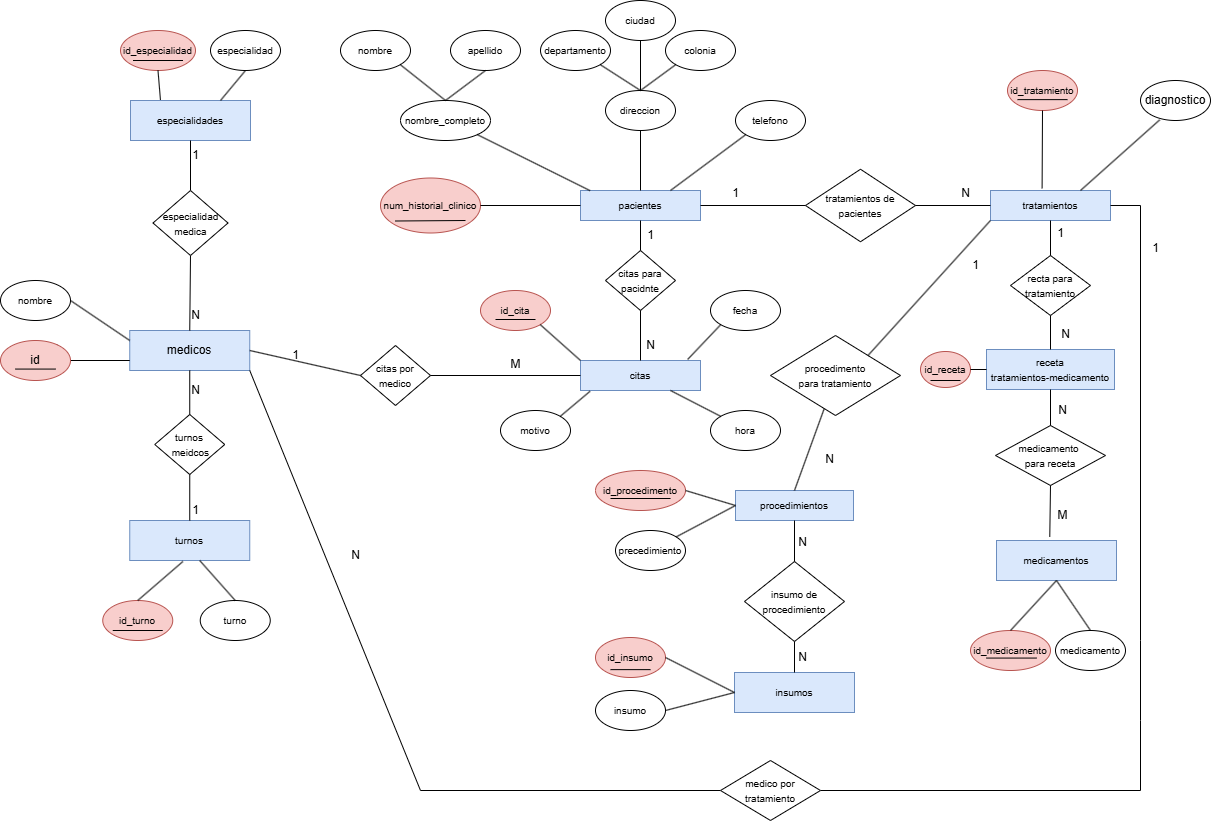 ciudad
id_especialidad
especialidad
nombre
apellido
departamento
colonia
id_tratamiento
diagnostico
especialidades
nombre_completo
direccion
telefono
1
especialidad
medica
num_historial_clinico
pacientes
1
tratamientos de
pacientes
N
tratamientos
1
1
1
1
citas para
pacidnte
recta para
tratamiento
nombre
N
id_cita
fecha
N
N
medicos
id
1
citas por
medico
M
citas
procedimento
para tratamiento
id_receta
receta
tratamientos-medicamento
N
N
turnos
meidcos
motivo
hora
medicamento
para receta
N
1
id_procedimento
procedimientos
M
turnos
N
precedimiento
N
medicamentos
insumo de
procedimiento
id_turno
turno
id_insumo
N
id_medicamento
medicamento
insumos
insumo
medico por
tratamiento